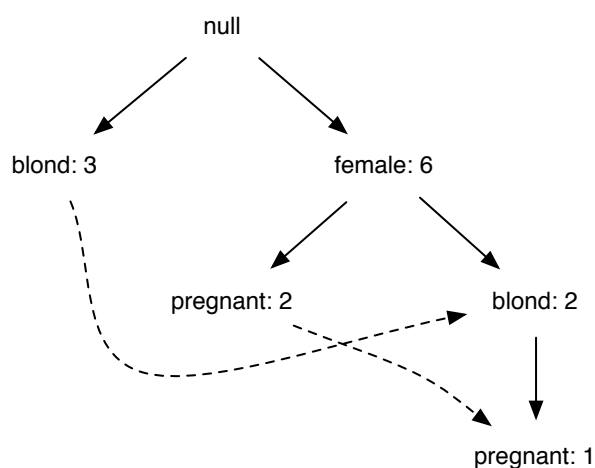 null
blond: 3
female: 6
pregnant: 2
blond: 2
pregnant: 1